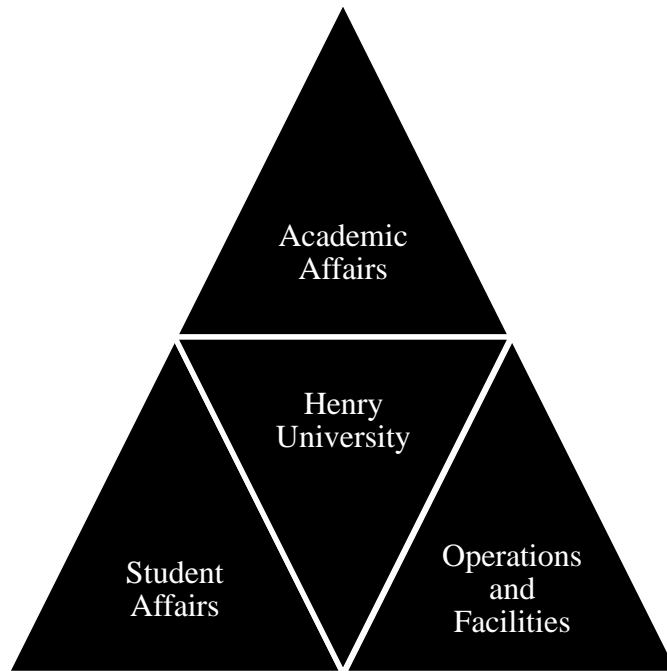 Academic
Affairs
Henry
University
Student
Affairs
Operations
and
Facilities